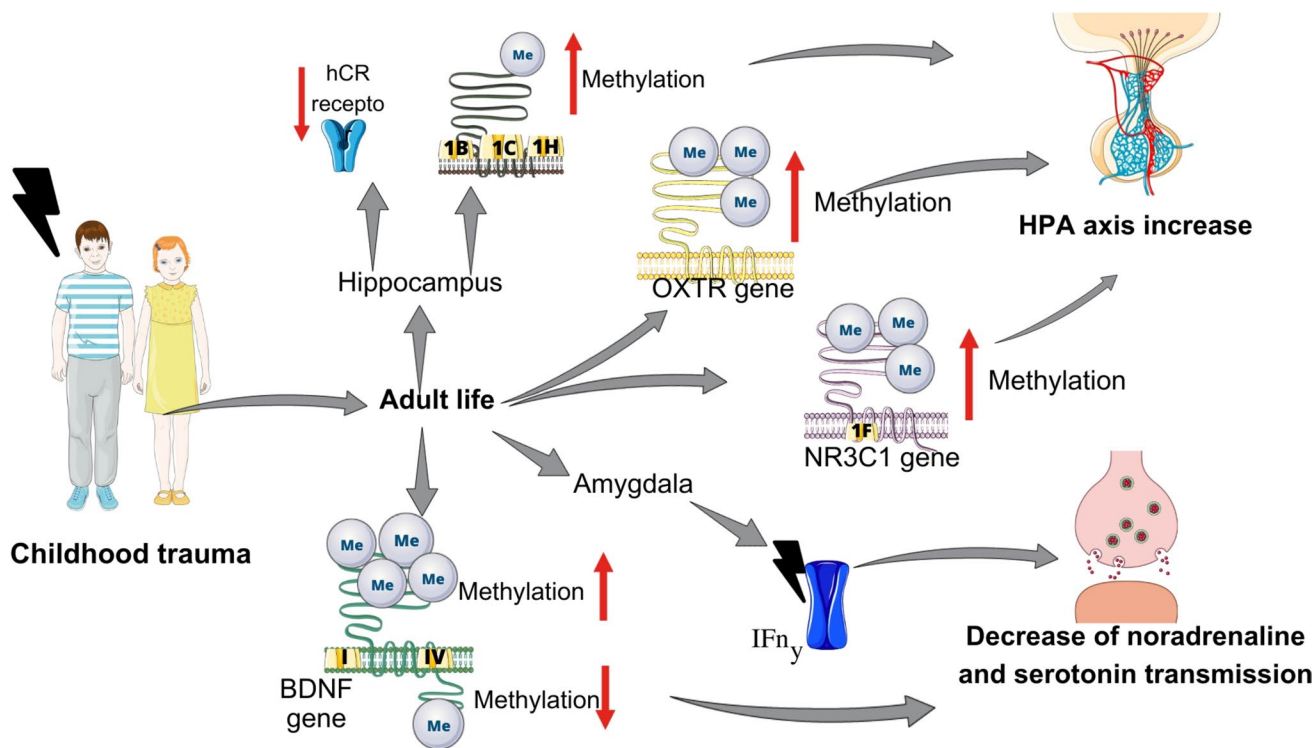 hCR
recepto
Me
Methylation
1B
1C
1H
Me
Me
Me
Methylation
OXTR gene
HPA axis increase
Hippocampus
Me
Me
Me
Methylation
1F
NR3C1 gene
Adult life
Childhood trauma
Amygdala
Me
Me
Me
Me
Methylation
I
IV
BDNF
gene
Methylation
Me
IFn y
Decrease of noradrenaline
and serotonin transmission